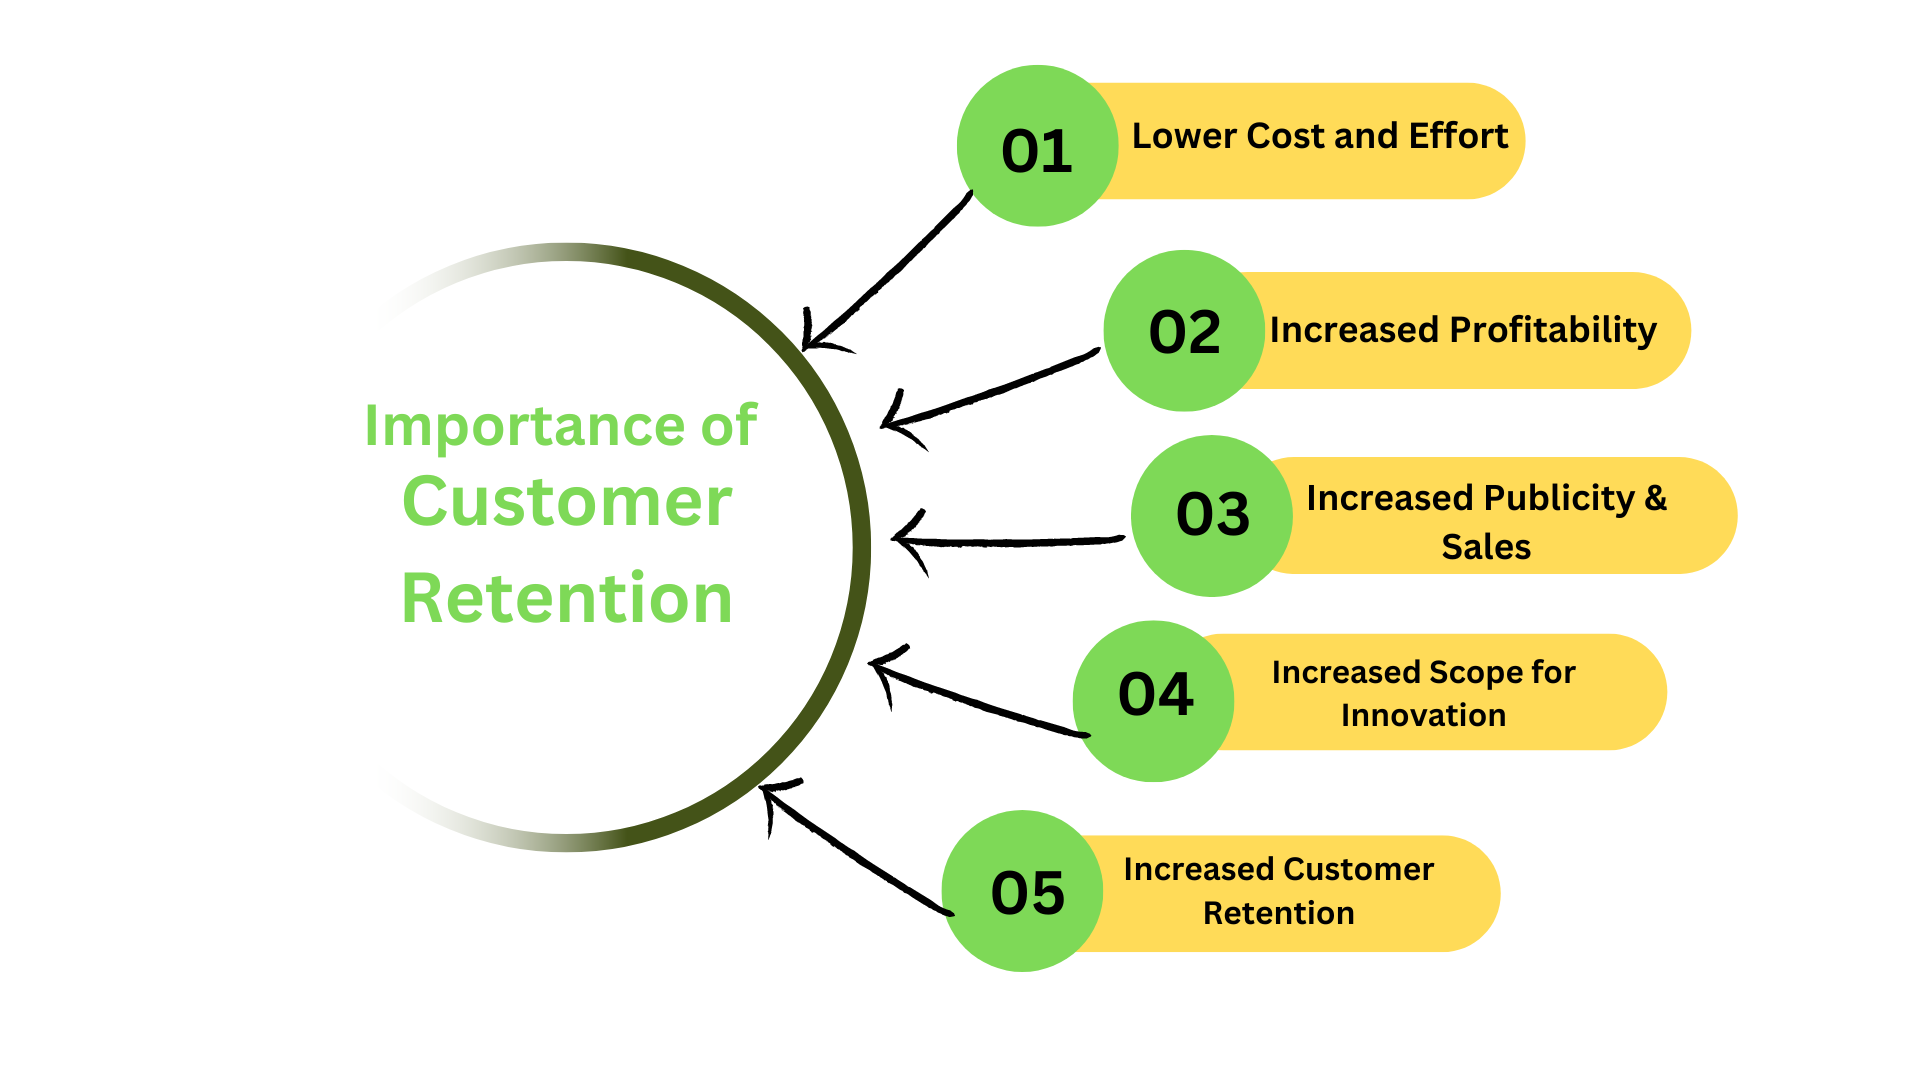 Importance of
Customer
Retention
01
Lower Cost and Effort
02
Increased Profitability
03
Increased Publicity &
Sales
04
Increased Scope for
Innovation
05
Increased Customer
Retention